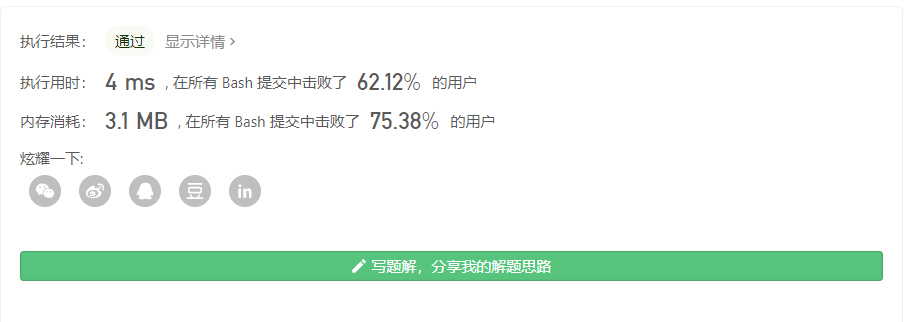 执行结果： 通过 显示详情 ›
执行用时： 4 ms , 在所有 Bash 提交中击败了 62.12% 的用户
内存消耗： 3.1 MB , 在所有 Bash 提交中击败了 75.38% 的用户
炫耀一下:
豆 in
写题解，分享我的解题思路